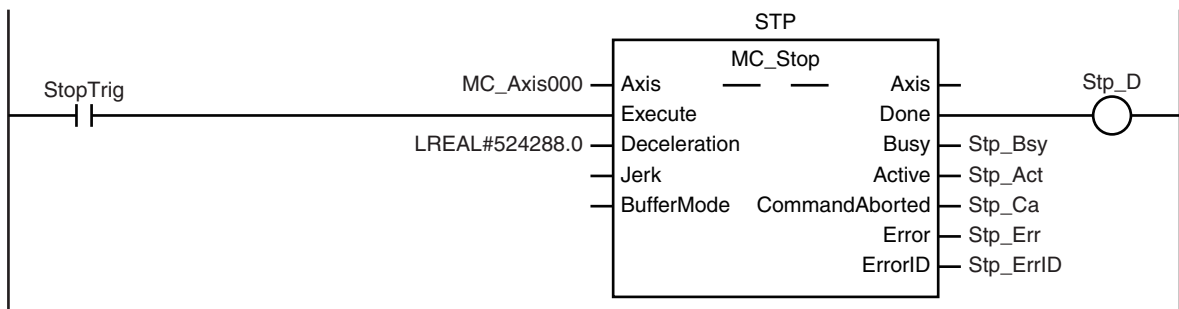 STP
MC_Stop
StopTrig
MC_Axis000 Axis Axis Stp_D
Execute Done
LREAL#524288.0 Deceleration Busy Stp_Bsy
Jerk Active Stp_Act
BufferMode CommandAborted Stp_Ca
Error Stp_Err
ErrorID Stp_ErrID